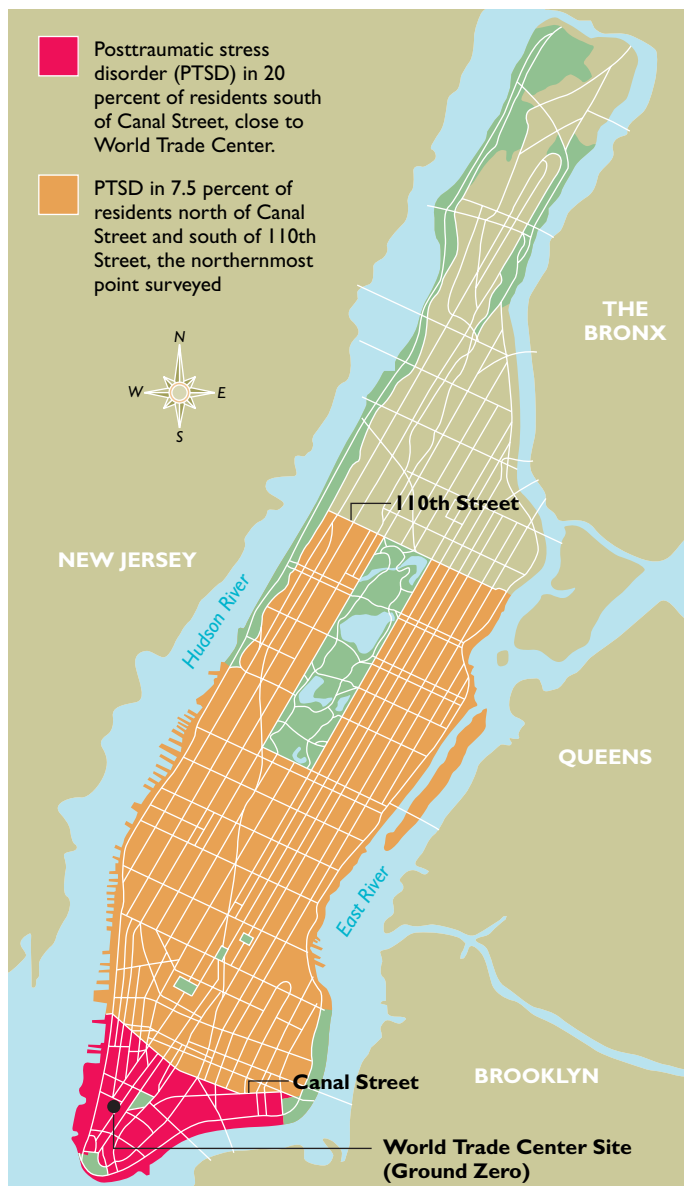 Posttraumatic stress
disorder (PTSD) in 20
percent of residents south
of Canal Street, close to
World Trade Center.
PTSD in 7.5 percent of
residents north of Canal
Street and south of 110th
Street, the northernmost
point surveyed
N
W
E
S
THE
BRONX
110th Street
NEW JERSEY
Hudson River
QUEENS
East River
Canal Street
BROOKLYN
World Trade Center Site
(Ground Zero)